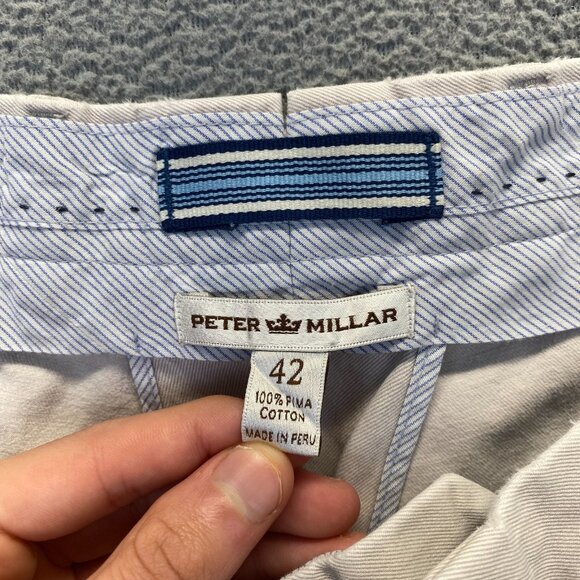 PETER MILLAR
42
100% PIMA
COTTON
MADE IN PERU